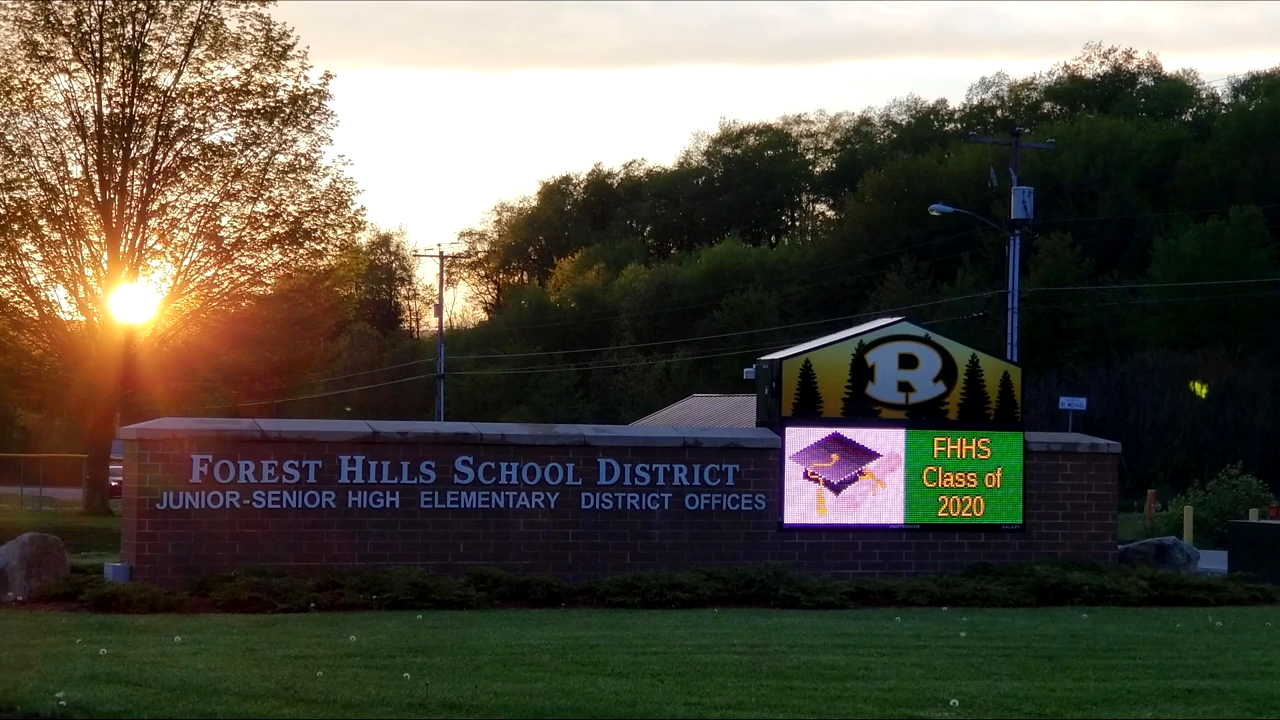 FOREST HILLS SCHOOL DISTRICT
JUNIOR-SENIOR HIGH ELEMENTARY DISTRICT OFFICES
R
FHHS
Class of
2020